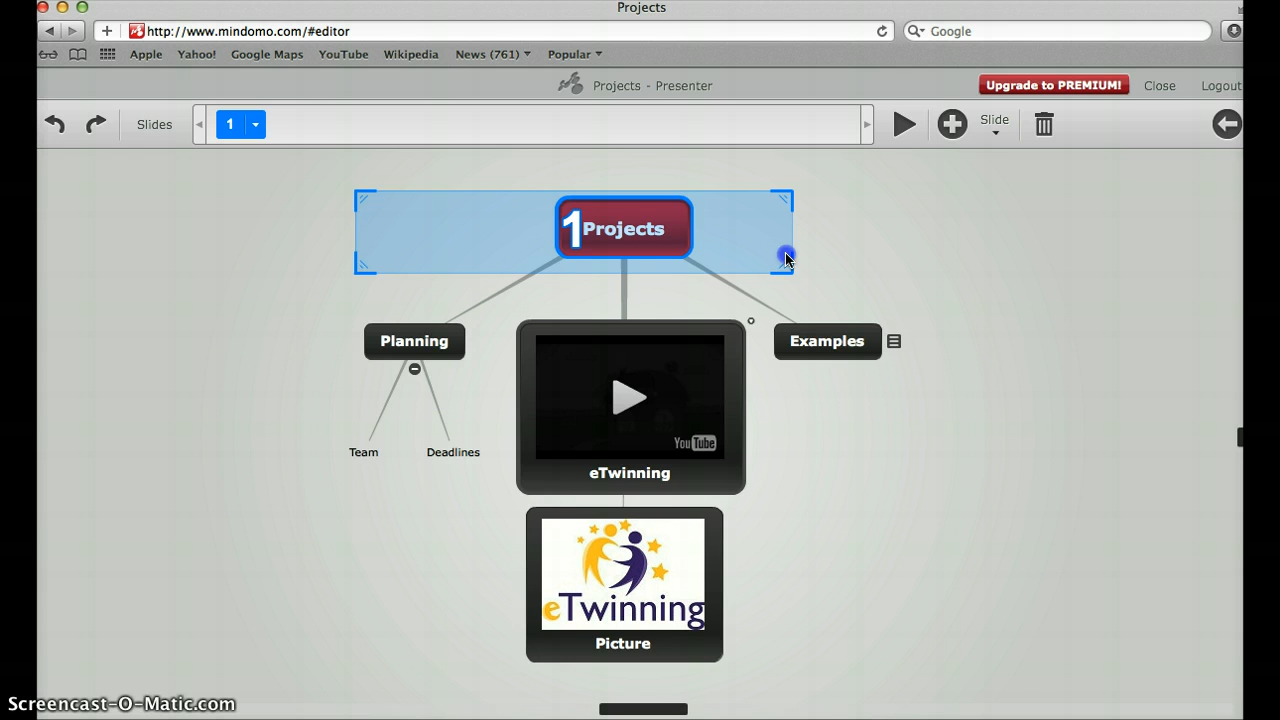 Projects
http://www.mindomo.com/#editor
Google
Apple Yahoo! Google Maps YouTube Wikipedia News (761) Popular
Projects - Presenter
Upgrade to PREMIUM! Close Logout
Slides
1
Slide
1
Projects
Planning
Examples
YouTube
eTwinning
Team
Deadlines
eTwinning
Picture
Screencast-O-Matic.com